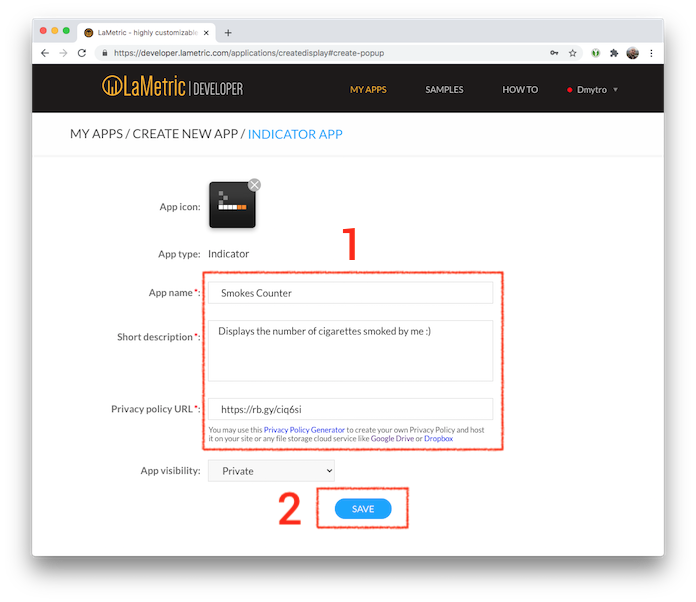 LaMetric - highly customizable
https://developer.lametric.com/applications/createdisplay#create-popup
LaMetric | DEVELOPER
MY APPS
SAMPLES
HOW TO
Dmytro
MY APPS / CREATE NEW APP / INDICATOR APP
App icon:
1
App type: Indicator
App name*: Smokes Counter
Short description*: Displays the number of cigarettes smoked by me :)
Privacy policy URL*: https://rb.gy/ciq6si
You may use this Privacy Policy Generator to create your own Privacy Policy and host
it on your site or any file storage cloud service like Google Drive or Dropbox
App visibility: Private
2 SAVE